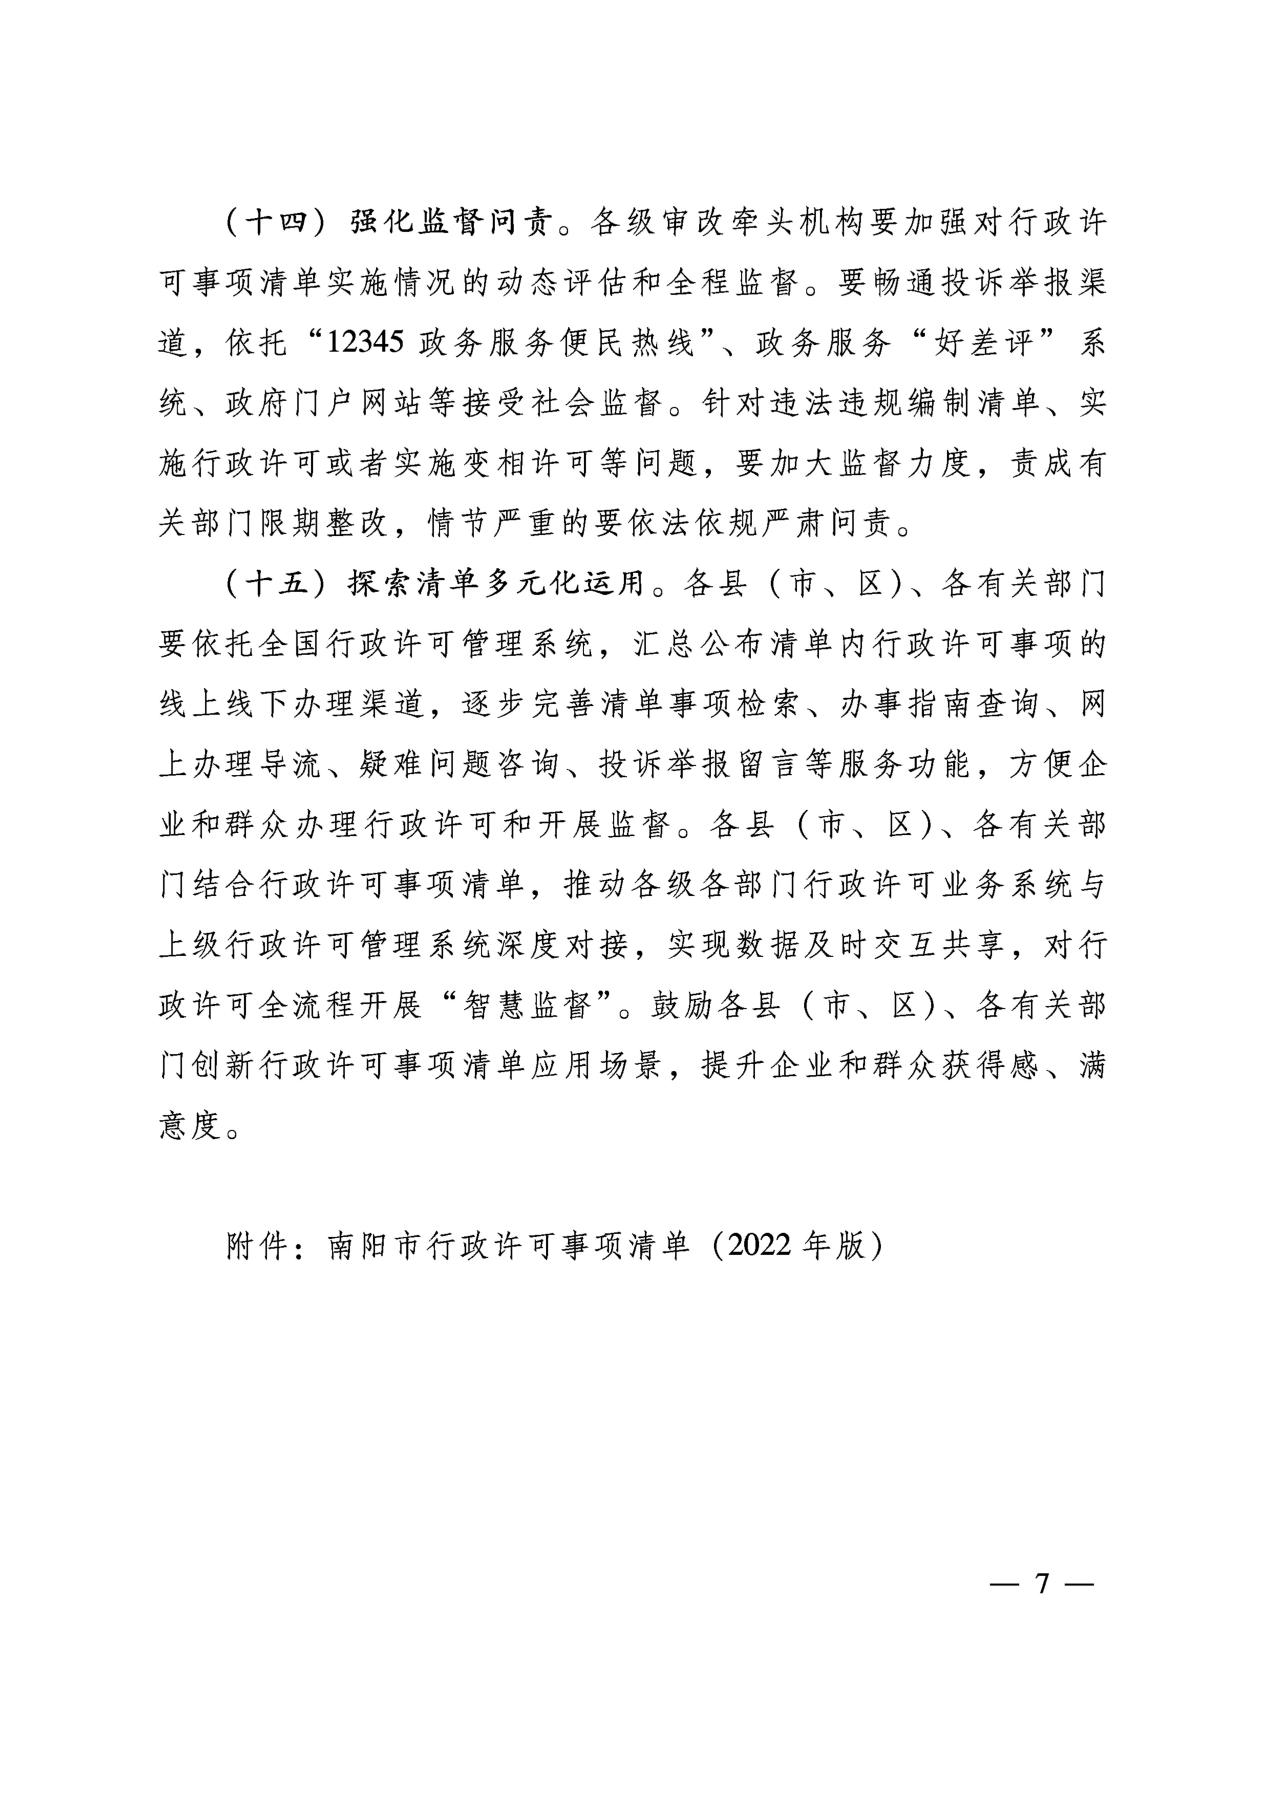 （十四）强化监督问责。各级审改牵头机构要加强对行政许
可事项清单实施情况的动态评估和全程监督。要畅通投诉举报渠
道，依托“12345 政务服务便民热线”、政务服务“好差评”系
统、政府门户网站等接受社会监督。针对违法违规编制清单、实
施行政许可或者实施变相许可等问题，要加大监督力度，责成有
关部门限期整改，情节严重的要依法依规严肃问责。
（十五）探索清单多元化运用。各县（市、区）、各有关部门
要依托全国行政许可管理系统，汇总公布清单内行政许可事项的
线上线下办理渠道，逐步完善清单事项检索、办事指南查询、网
上办理导流、疑难问题咨询、投诉举报留言等服务功能，方便企
业和群众办理行政许可和开展监督。各县（市、区）、各有关部
门结合行政许可事项清单，推动各级各部门行政许可业务系统与
上级行政许可管理系统深度对接，实现数据及时交互共享，对行
政许可全流程开展“智慧监督”。鼓励各县（市、区）、各有关部
门创新行政许可事项清单应用场景，提升企业和群众获得感、满
意度。
附件：南阳市行政许可事项清单（2022 年版）
— 7 —